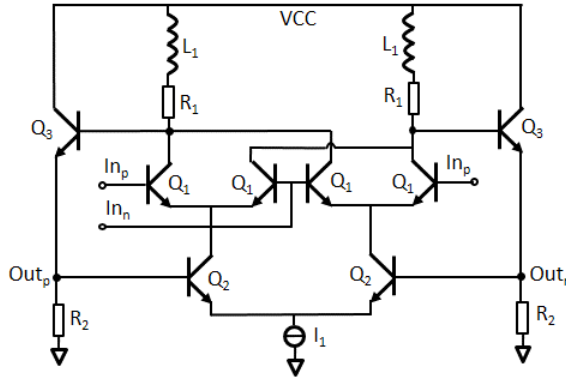 VCC
L₁ L₁
R₁ R₁
Q₃ Q₃
Inₚ Q₁ Q₁ Q₁ Q₁ Inₚ
Inₙ
Outₚ Q₂ Q₂
R₂ I₁ R₂